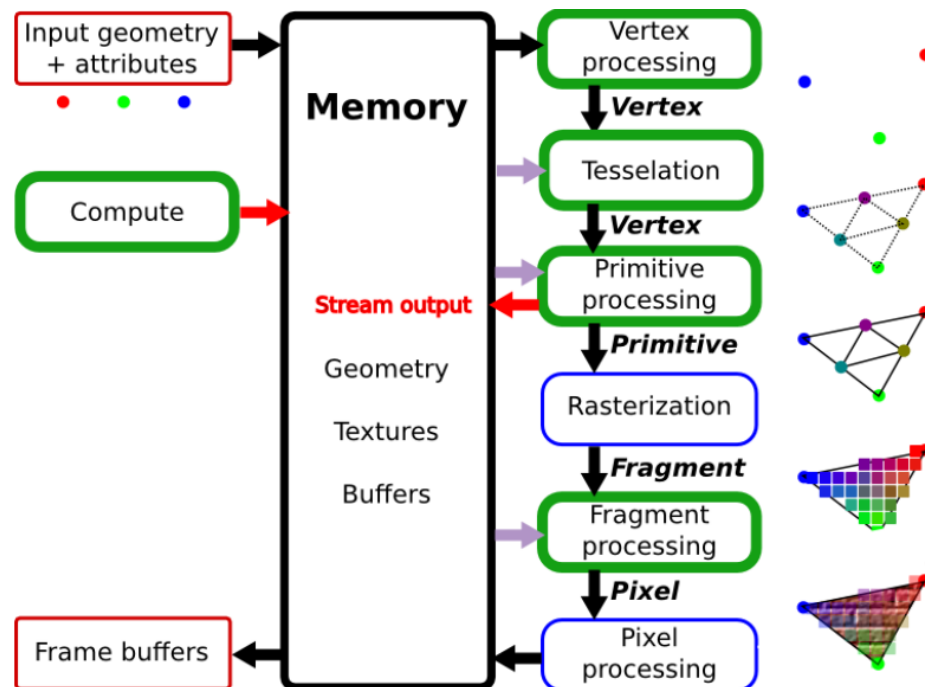 Input geometry
+ attributes
Compute
Frame buffers
Memory
Stream output
Geometry
Textures
Buffers
Vertex
processing
Vertex
Tesselation
Vertex
Primitive
processing
Primitive
Rasterization
Fragment
Fragment
processing
Pixel
Pixel
processing